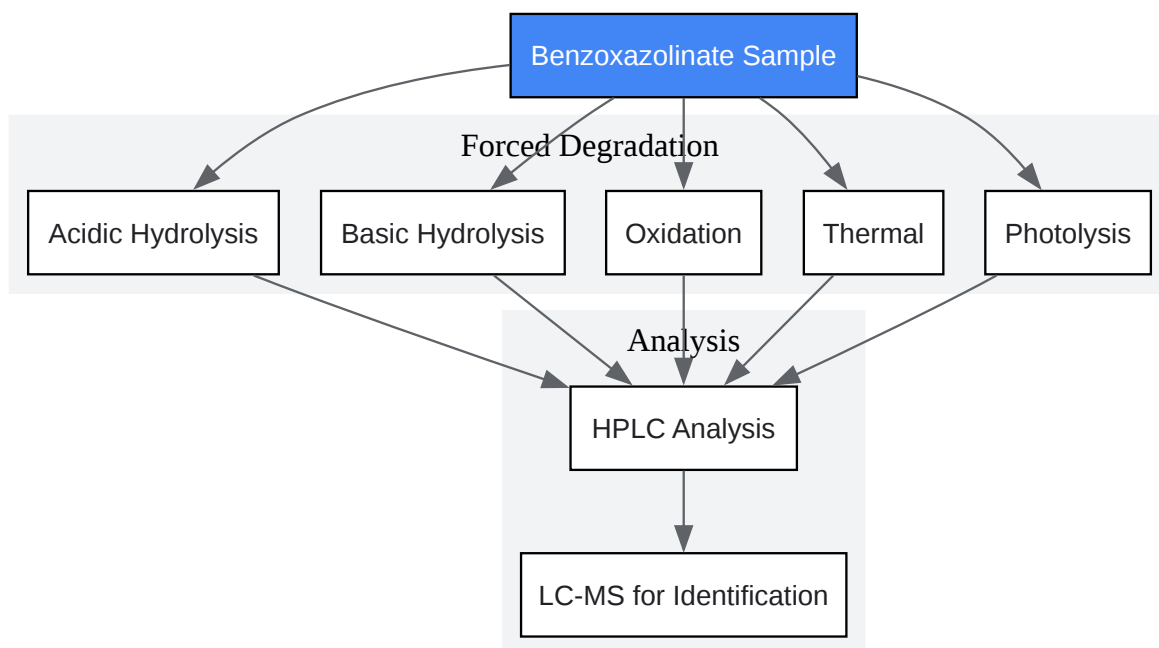 Benzoxazolinate Sample
Forced Degradation
Acidic Hydrolysis
Basic Hydrolysis
Oxidation
Thermal
Photolysis
Analysis
HPLC Analysis
LC-MS for Identification